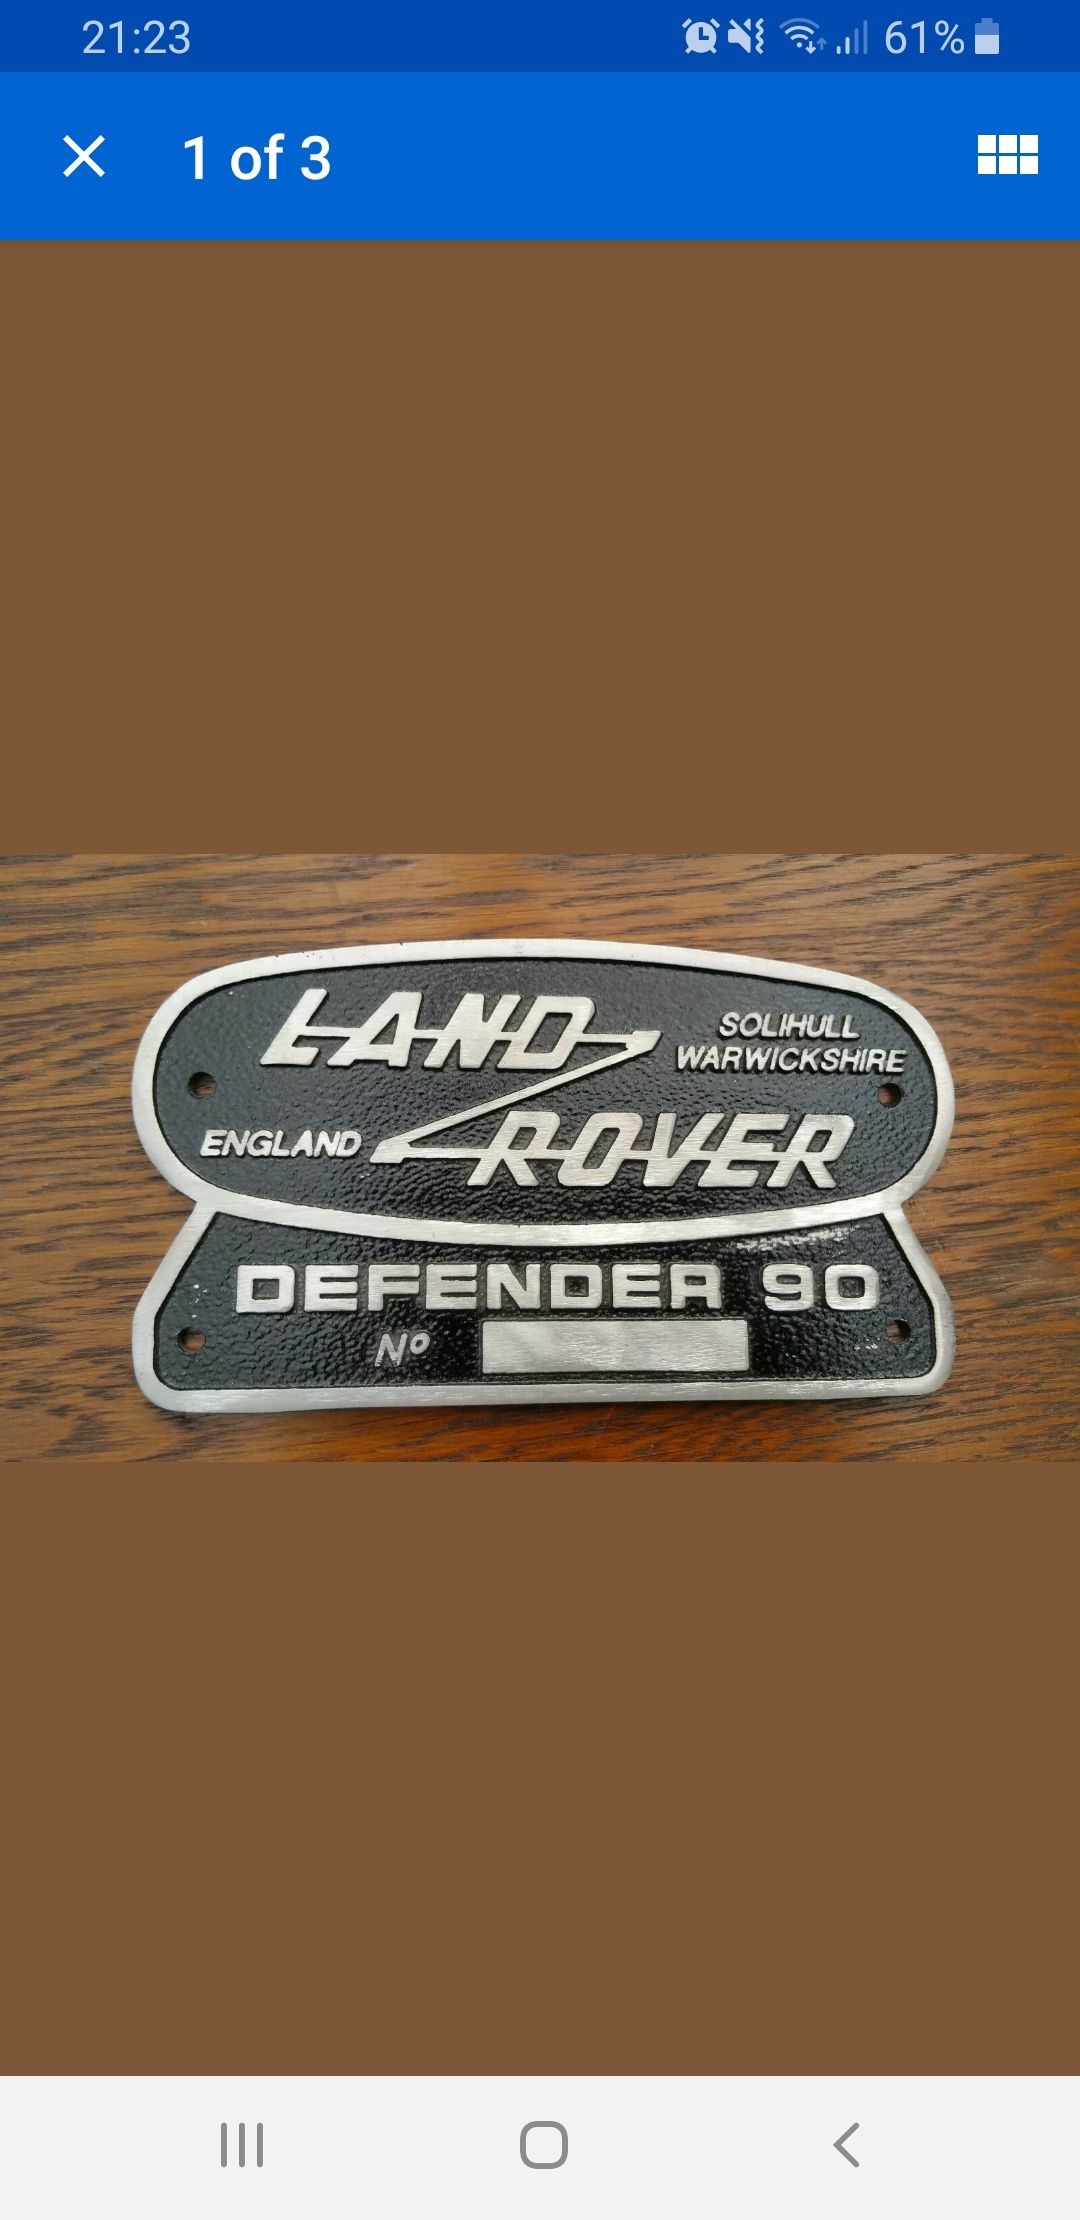 21:23 61%
1 of 3
LAND
SOLIHULL
WARWICKSHIRE
ENGLAND
ROVER
DEFENDER 90
Nº